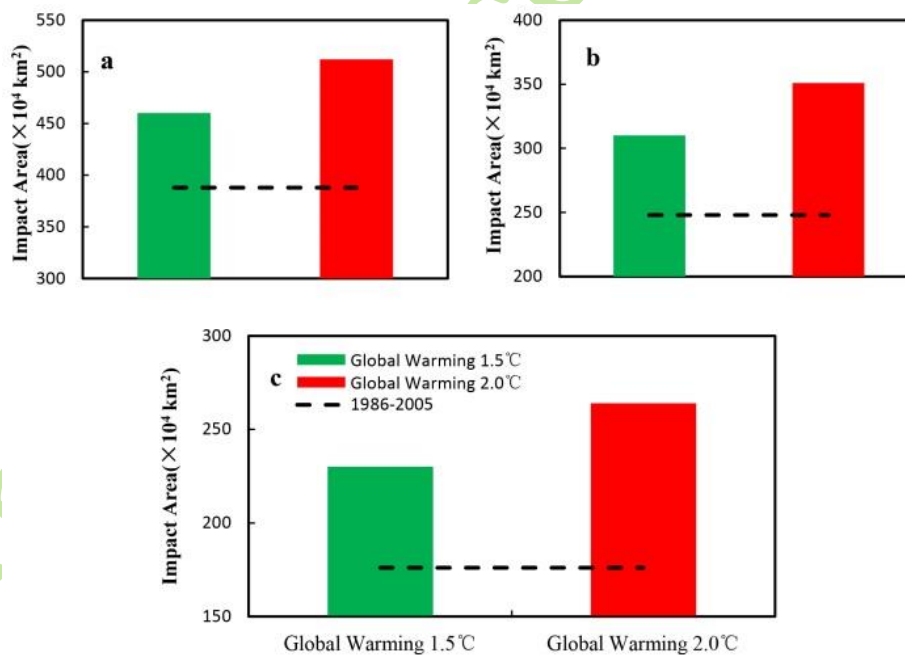 Impact Area(×10⁴ km²)
550
500
450
400
350
300
a
Impact Area(×10⁴ km²)
400
350
300
250
200
b
Impact Area(×10⁴ km²)
300
250
200
150
c
Global Warming 1.5℃
Global Warming 2.0℃
1986-2005
Global Warming 1.5℃
Global Warming 2.0℃